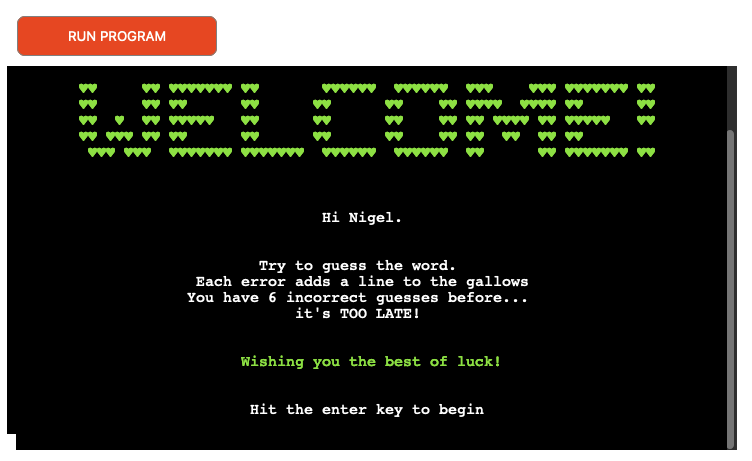 RUN PROGRAM
WELCOME!
Hi Nigel.
Try to guess the word.
Each error adds a line to the gallows
You have 6 incorrect guesses before...
it's TOO LATE!
Wishing you the best of luck!
Hit the enter key to begin